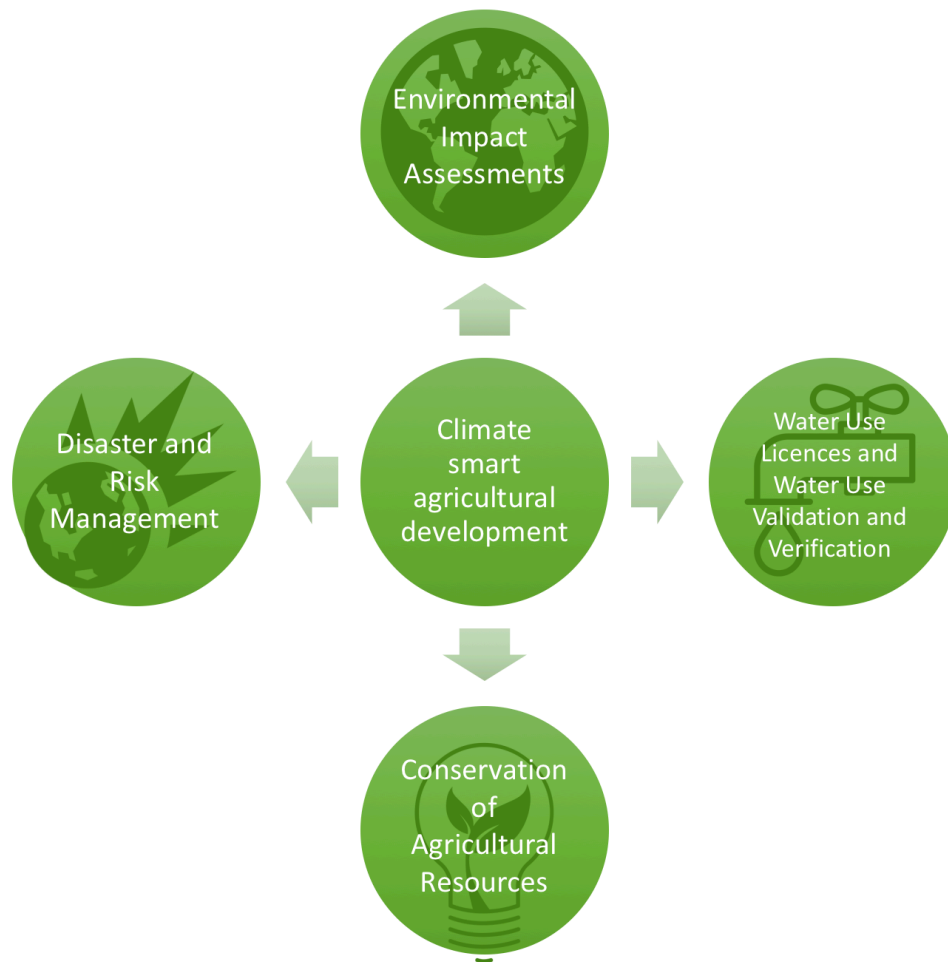 Environmental
Impact
Assessments
Disaster and
Risk
Management
Climate
smart
agricultural
development
Water Use
Licences and
Water Use
Validation and
Verification
Conservation
of
Agricultural
Resources